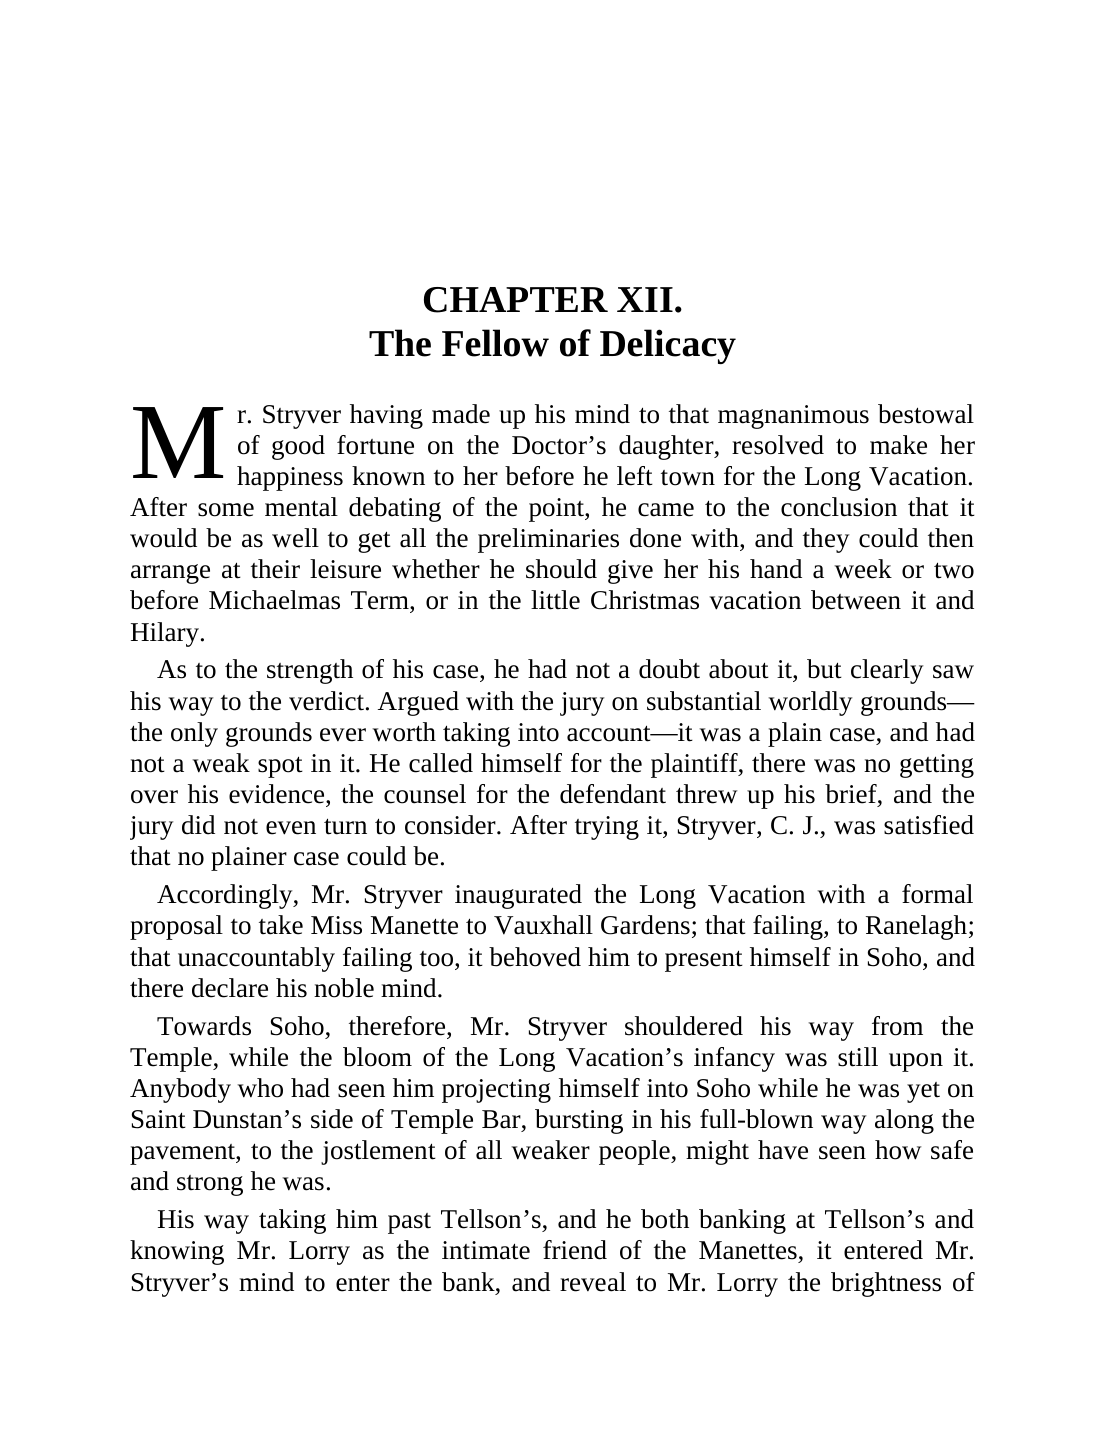 CHAPTER XII.
The Fellow of Delicacy
Mr. Stryver having made up his mind to that magnanimous bestowal
of good fortune on the Doctor’s daughter, resolved to make her
happiness known to her before he left town for the Long Vacation.
After some mental debating of the point, he came to the conclusion that it
would be as well to get all the preliminaries done with, and they could then
arrange at their leisure whether he should give her his hand a week or two
before Michaelmas Term, or in the little Christmas vacation between it and
Hilary.
As to the strength of his case, he had not a doubt about it, but clearly saw
his way to the verdict. Argued with the jury on substantial worldly grounds—
the only grounds ever worth taking into account—it was a plain case, and had
not a weak spot in it. He called himself for the plaintiff, there was no getting
over his evidence, the counsel for the defendant threw up his brief, and the
jury did not even turn to consider. After trying it, Stryver, C. J., was satisfied
that no plainer case could be.
Accordingly, Mr. Stryver inaugurated the Long Vacation with a formal
proposal to take Miss Manette to Vauxhall Gardens; that failing, to Ranelagh;
that unaccountably failing too, it behoved him to present himself in Soho, and
there declare his noble mind.
Towards Soho, therefore, Mr. Stryver shouldered his way from the
Temple, while the bloom of the Long Vacation’s infancy was still upon it.
Anybody who had seen him projecting himself into Soho while he was yet on
Saint Dunstan’s side of Temple Bar, bursting in his full-blown way along the
pavement, to the jostlement of all weaker people, might have seen how safe
and strong he was.
His way taking him past Tellson’s, and he both banking at Tellson’s and
knowing Mr. Lorry as the intimate friend of the Manettes, it entered Mr.
Stryver’s mind to enter the bank, and reveal to Mr. Lorry the brightness of